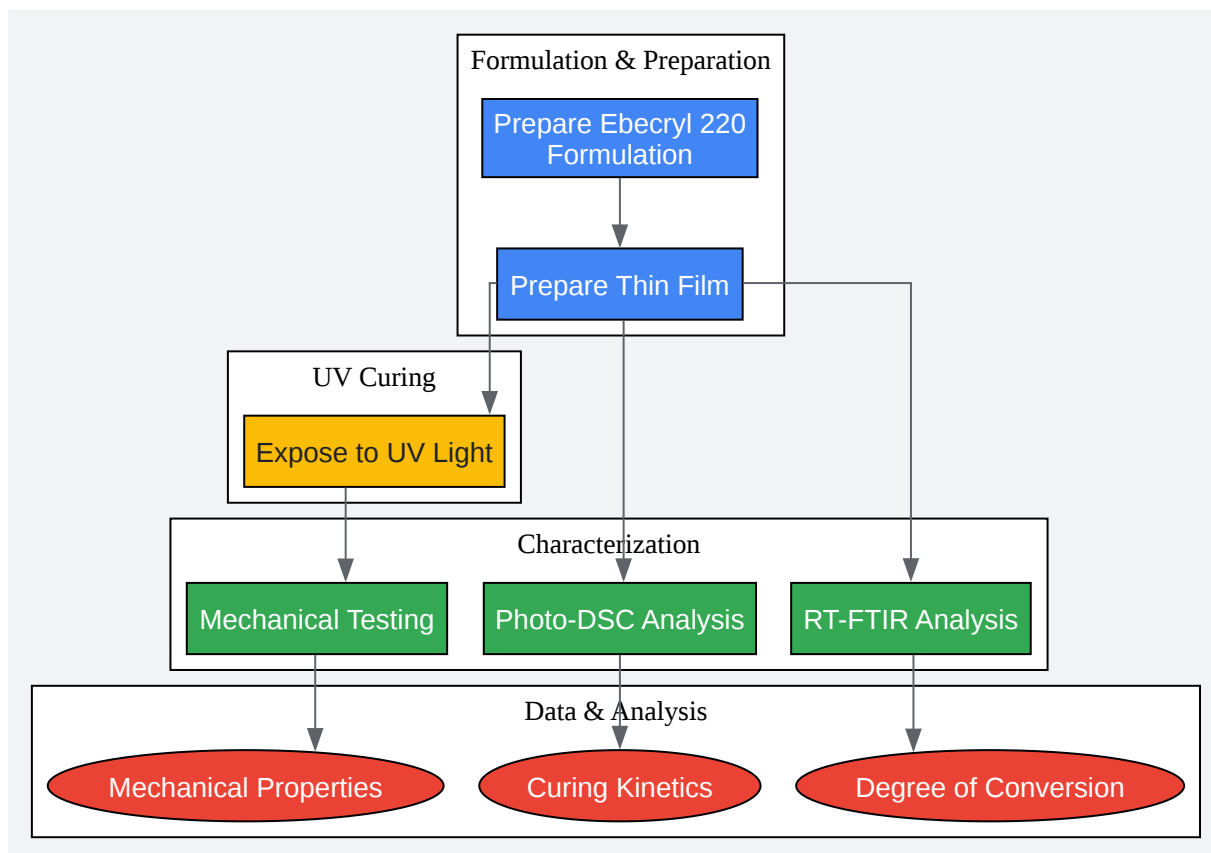 Formulation & Preparation
Prepare Ebecryl 220
Formulation
Prepare Thin Film
UV Curing
Expose to UV Light
Characterization
Mechanical Testing
Photo-DSC Analysis
RT-FTIR Analysis
Data & Analysis
Mechanical Properties
Curing Kinetics
Degree of Conversion